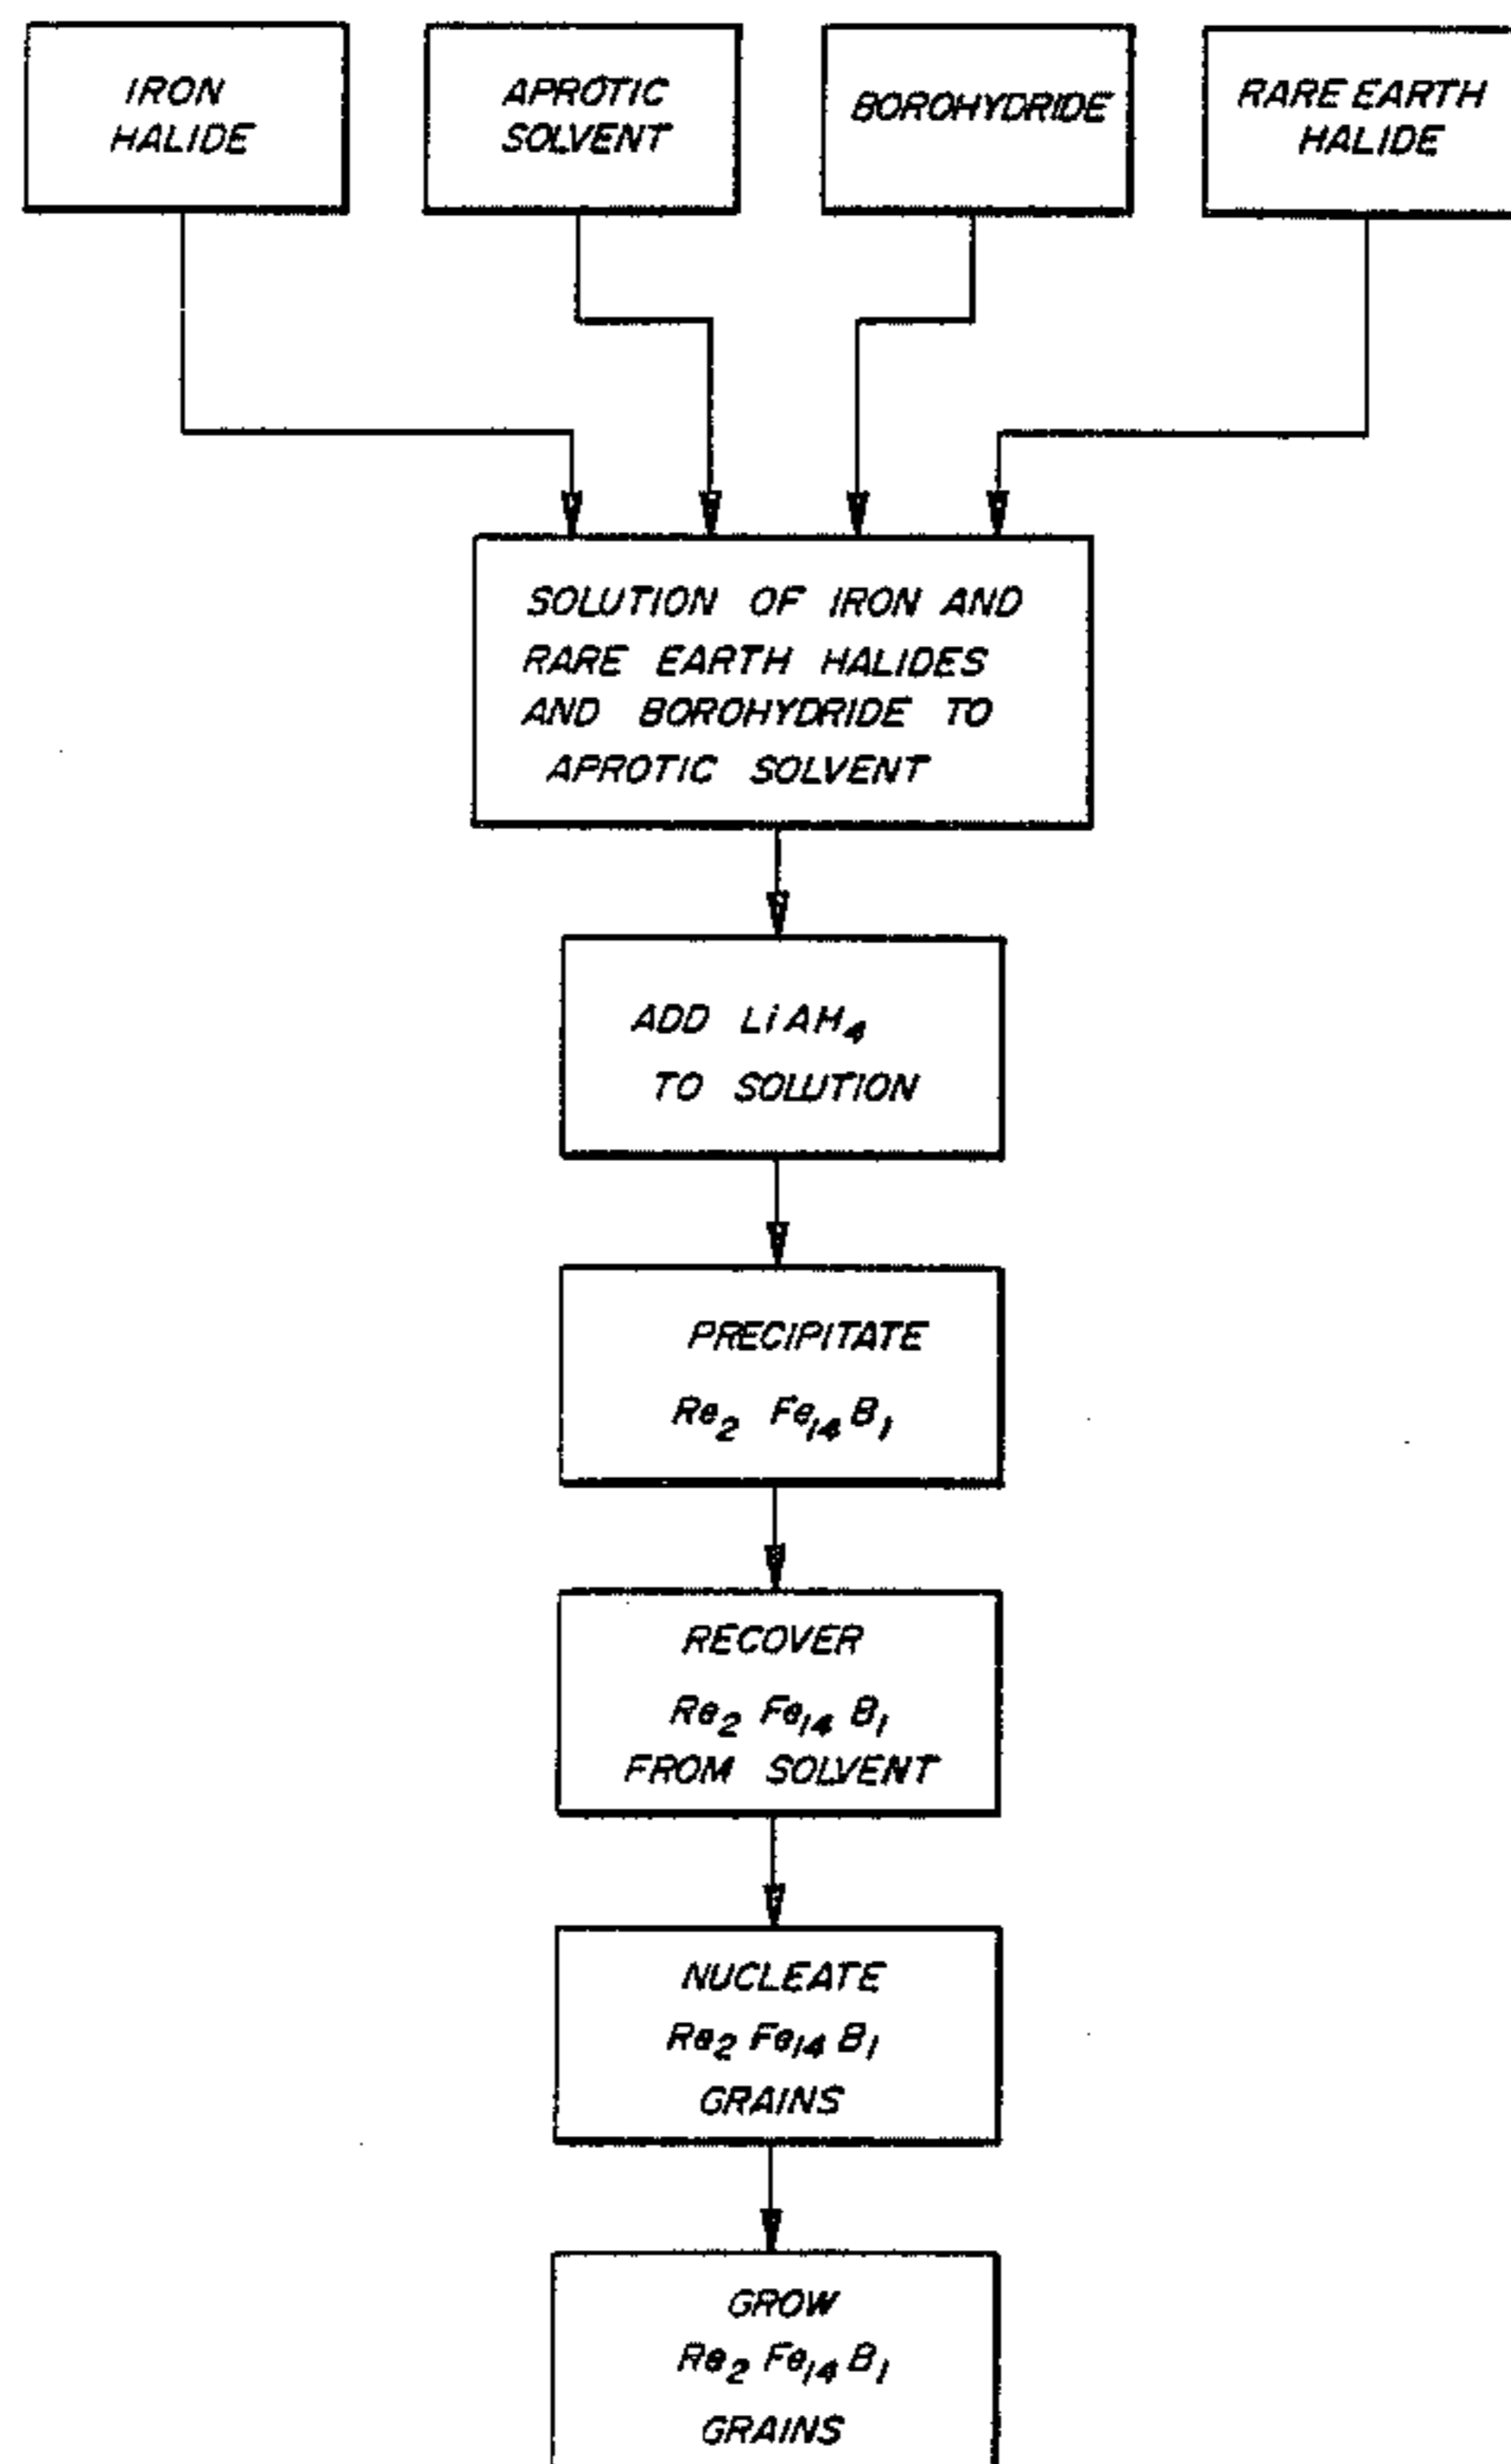 IRON
HALIDE
APROTIC
SOLVENT
BOROHYDRIDE
RARE EARTH
HALIDE
SOLUTION OF IRON AND
RARE EARTH HALIDES
AND BOROHYDRIDE TO
APROTIC SOLVENT
ADD LiAH₄
TO SOLUTION
PRECIPITATE
Re₂ Fe₁₄ B₁
RECOVER
Re₂ Fe₁₄ B₁
FROM SOLVENT
NUCLEATE
Re₂ Fe₁₄ B₁
GRAINS
GROW
Re₂ Fe₁₄ B₁
GRAINS